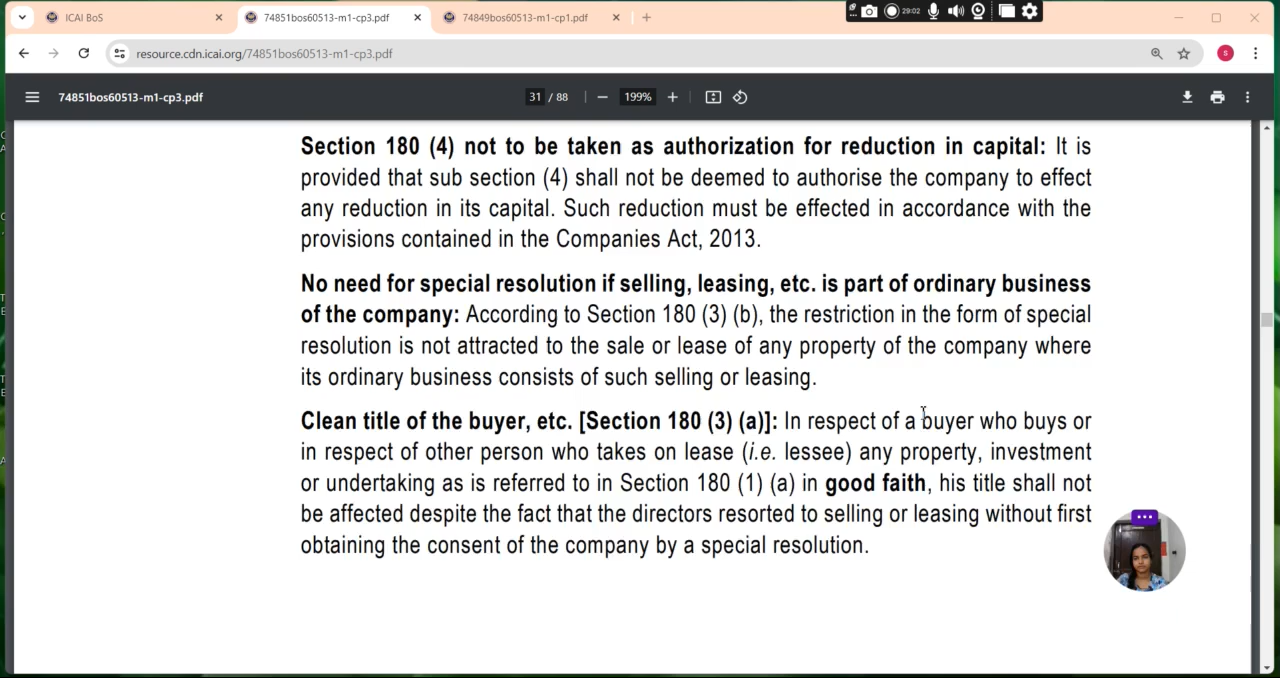 ICAI BoS
74851bos60513-m1-cp3.pdf
74849bos60513-m1-cp1.pdf
29:02
resource.cdn.icai.org/74851bos60513-m1-cp3.pdf
S
74851bos60513-m1-cp3.pdf
31 / 88
199%
Section 180 (4) not to be taken as authorization for reduction in capital: It is
provided that sub section (4) shall not be deemed to authorise the company to effect
any reduction in its capital. Such reduction must be effected in accordance with the
provisions contained in the Companies Act, 2013.
No need for special resolution if selling, leasing, etc. is part of ordinary business
of the company: According to Section 180 (3) (b), the restriction in the form of special
resolution is not attracted to the sale or lease of any property of the company where
its ordinary business consists of such selling or leasing.
Clean title of the buyer, etc. [Section 180 (3) (a)]: In respect of a buyer who buys or
in respect of other person who takes on lease (i.e. lessee) any property, investment
or undertaking as is referred to in Section 180 (1) (a) in good faith, his title shall not
be affected despite the fact that the directors resorted to selling or leasing without first
obtaining the consent of the company by a special resolution.